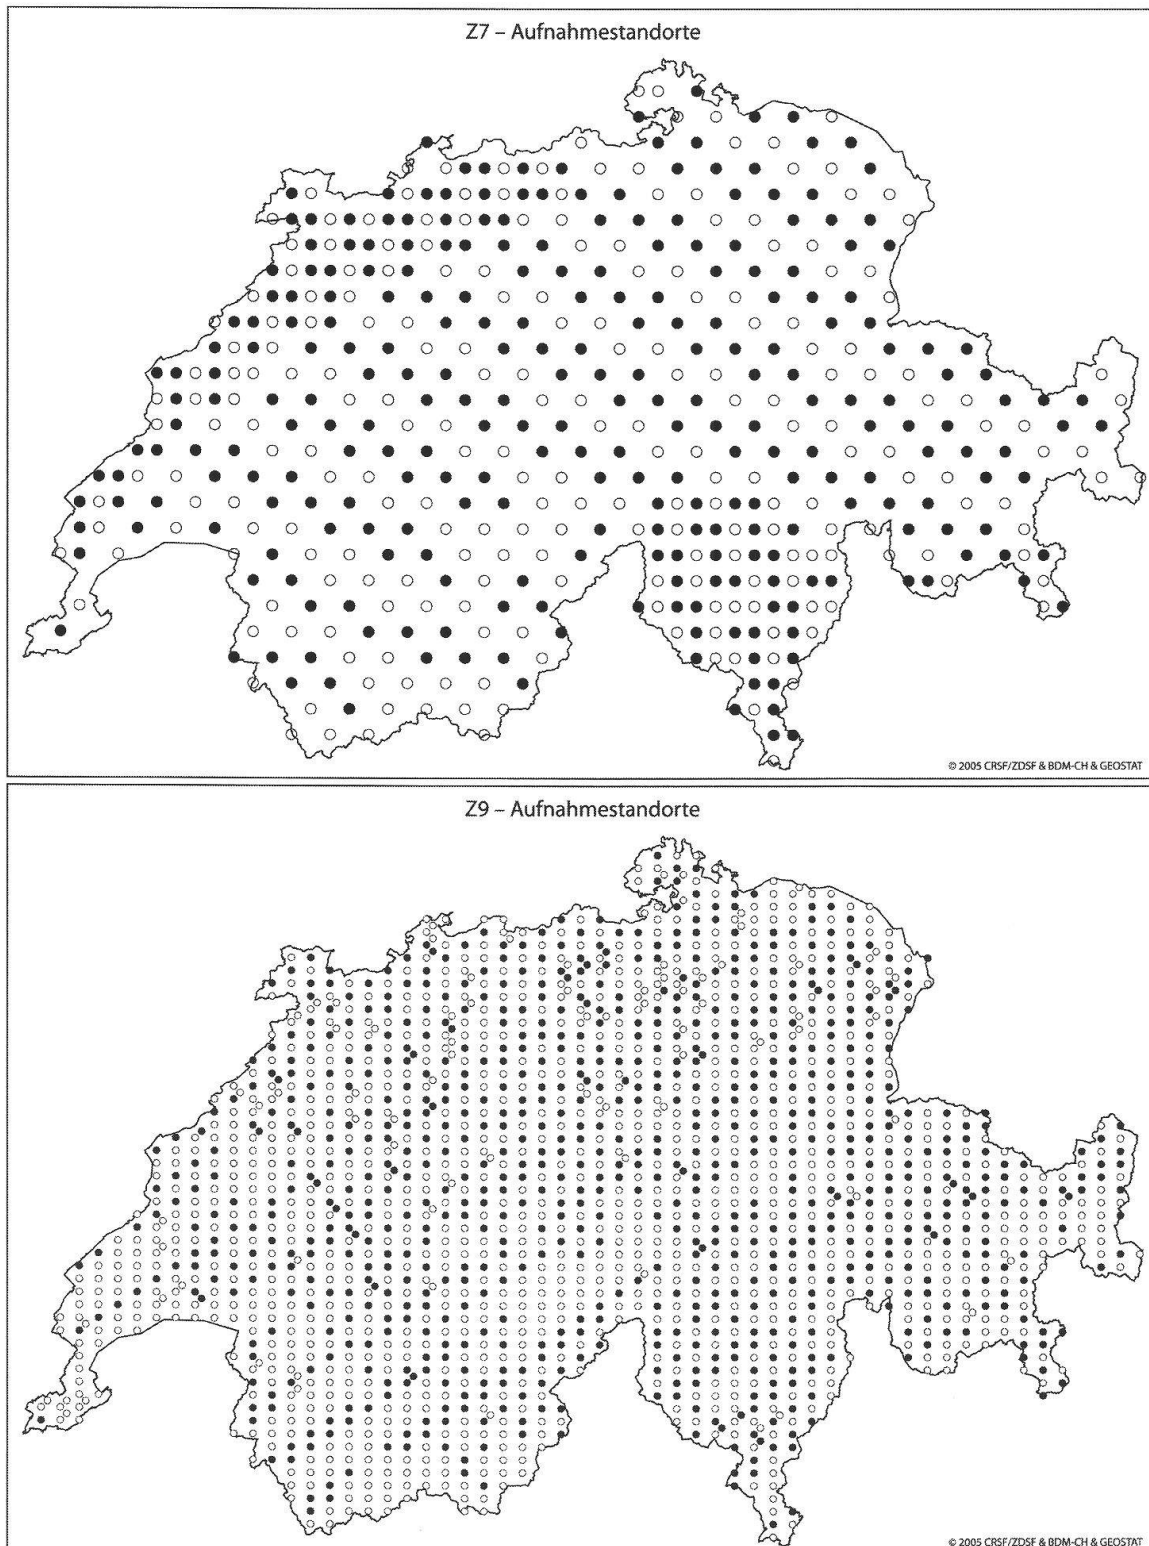 Z7 – Aufnahmestandorte
© 2005 CRSF/ZDSF & BDM-CH & GEOSTAT
Z9 – Aufnahmestandorte
© 2005 CRSF/ZDSF & BDM-CH & GEOSTAT